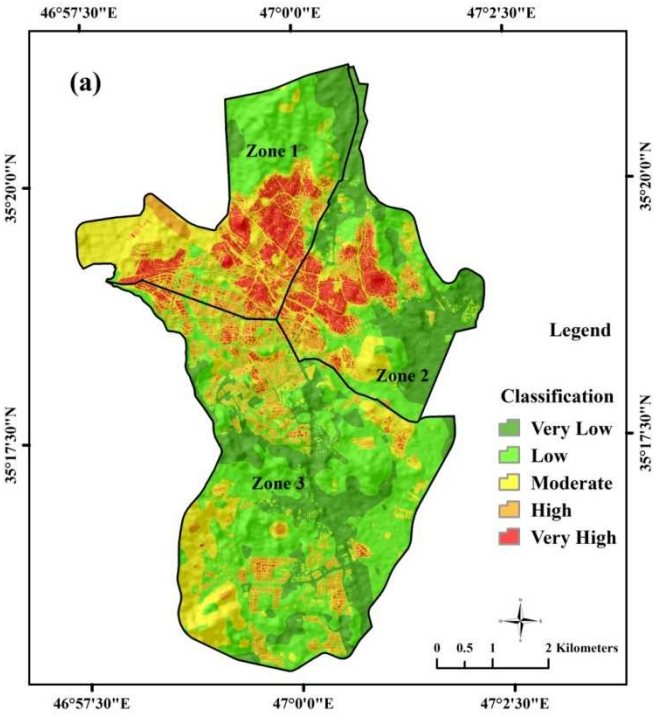 46°57'30"E 47°0'0"E 47°2'30"E
(a)
Zone 1
35°20'0"N 35°20'0"N
Legend
Zone 2
Classification
Very Low
35°17'30"N 35°17'30"N
Low
Zone 3
Moderate
High
Very High
N
W E
S
0 0.5 1 2 Kilometers
46°57'30"E 47°0'0"E 47°2'30"E